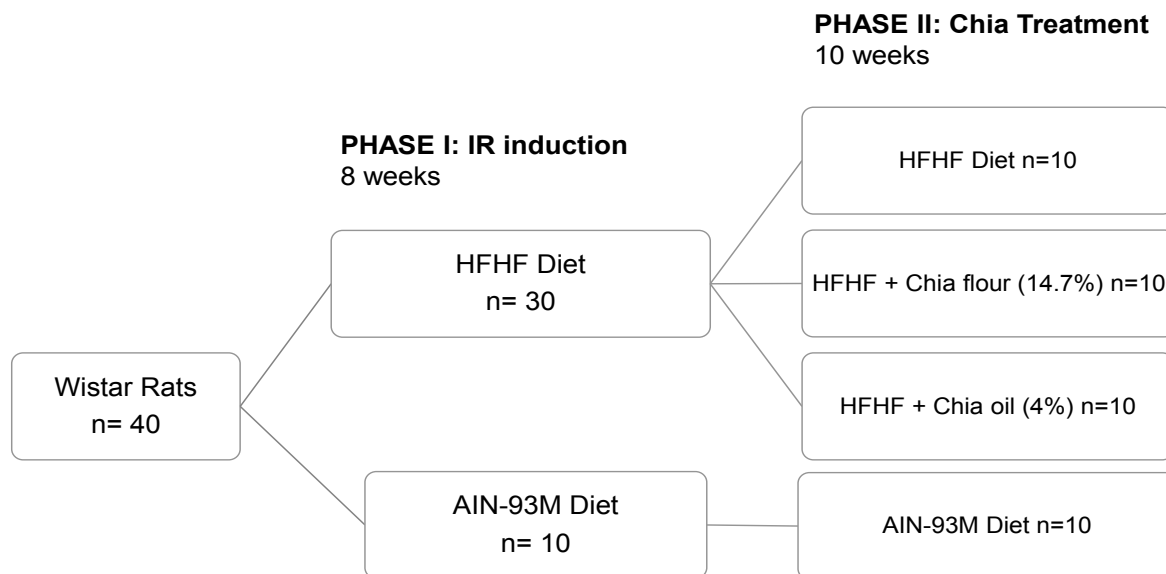 PHASE II: Chia Treatment
10 weeks
PHASE I: IR induction
8 weeks
HFHF Diet n=10
HFHF Diet
n= 30
HFHF + Chia flour (14.7%) n=10
Wistar Rats
n= 40
HFHF + Chia oil (4%) n=10
AIN-93M Diet
n= 10
AIN-93M Diet n=10